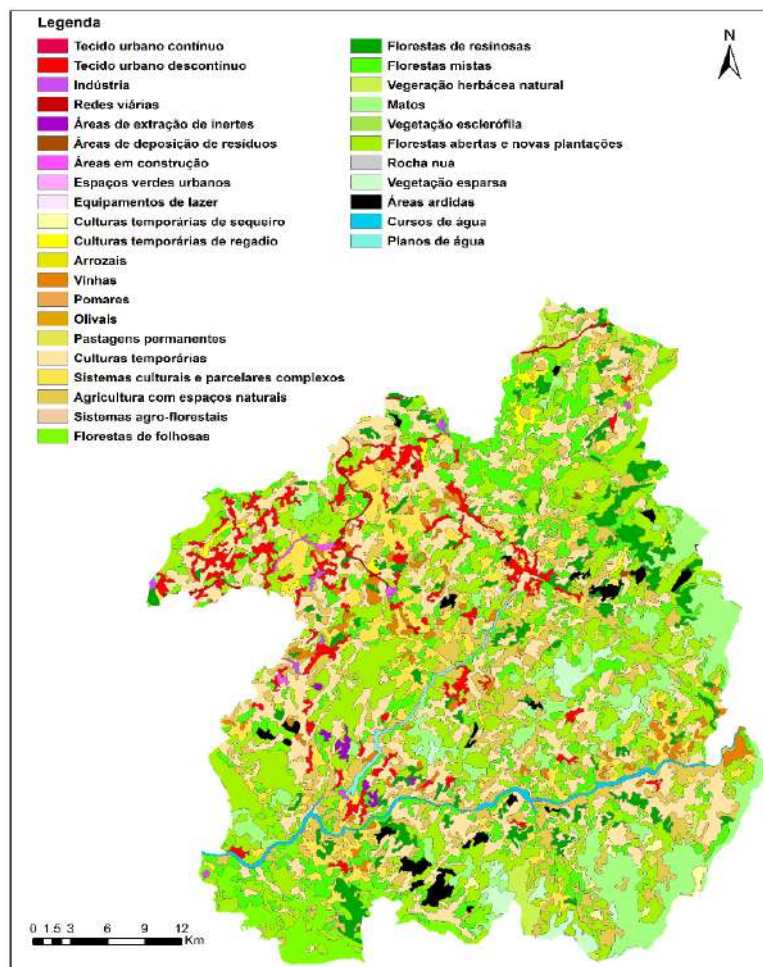 Legenda
Tecido urbano contínuo
Tecido urbano descontínuo
Indústria
Redes viárias
Áreas de extração de inertes
Áreas de deposição de resíduos
Áreas em construção
Espaços verdes urbanos
Equipamentos de lazer
Culturas temporárias de sequeiro
Culturas temporárias de regadio
Arrozais
Vinhas
Pomares
Olivais
Pastagens permanentes
Culturas temporárias
Sistemas culturais e parcelares complexos
Agricultura com espaços naturais
Sistemas agro-florestais
Florestas de folhosas
Florestas de resinosas
Florestas mistas
Vegeração herbácea natural
Matos
Vegetação esclerófila
Florestas abertas e novas plantações
Rocha nua
Vegetação esparsa
Áreas ardidas
Cursos de água
Planos de água
N
0 1.5 3 6 9 12
Km